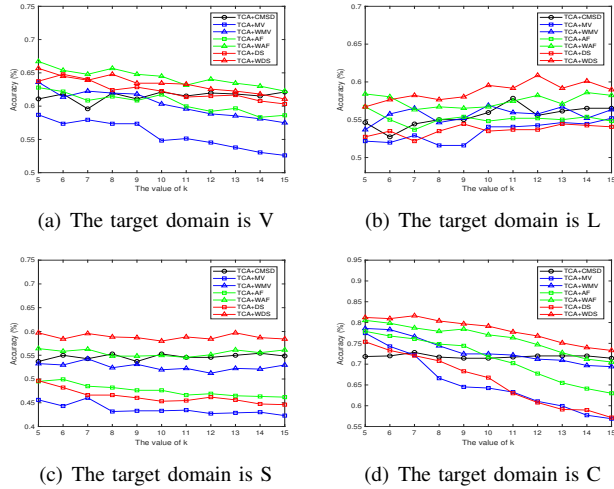 0.75
0.7
0.65
0.6
0.55
0.5
Accuracy (%)
TCA+CMSD
TCA+MV
TCA+WMV
TCA+AF
TCA+WAF
TCA+DS
TCA+WDS
5 6 7 8 9 10 11 12 13 14 15
The value of k
(a) The target domain is V
0.7
0.65
0.6
0.55
0.5
Accuracy (%)
TCA+CMSD
TCA+MV
TCA+WMV
TCA+AF
TCA+WAF
TCA+DS
TCA+WDS
5 6 7 8 9 10 11 12 13 14 15
The value of k
(b) The target domain is L
0.75
0.7
0.65
0.6
0.55
0.5
0.45
0.4
Accuracy (%)
TCA+CMSD
TCA+MV
TCA+WMV
TCA+AF
TCA+WAF
TCA+DS
TCA+WDS
5 6 7 8 9 10 11 12 13 14 15
The value of k
(c) The target domain is S
0.95
0.9
0.85
0.8
0.75
0.7
0.65
0.6
0.55
Accuracy (%)
TCA+CMSD
TCA+MV
TCA+WMV
TCA+AF
TCA+WAF
TCA+DS
TCA+WDS
5 6 7 8 9 10 11 12 13 14 15
The value of k
(d) The target domain is C